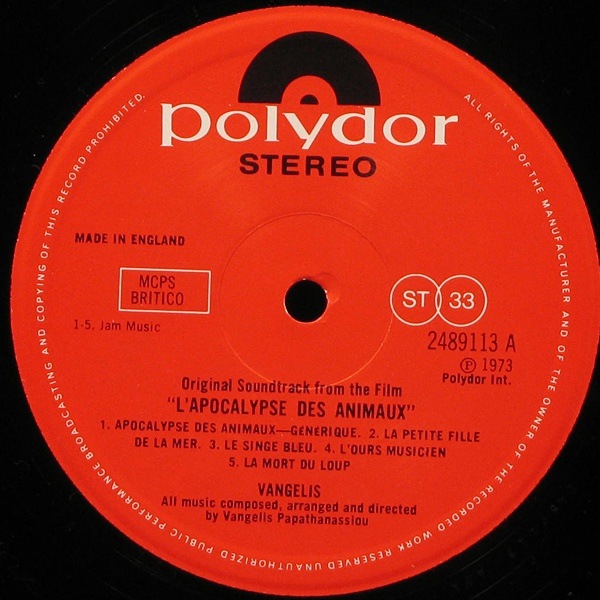 polydor
STEREO
MADE IN ENGLAND
MCPS
BRITICO
1-5. Jam Music
ST 33
2489113 A
Ⓟ 1973
Polydor Int.
Original Soundtrack from the Film
"L'APOCALYPSE DES ANIMAUX"
1. APOCALYPSE DES ANIMAUX—GENERIQUE. 2. LA PETITE FILLE
DE LA MER. 3. LE SINGE BLEU. 4. L'OURS MUSICIEN
5. LA MORT DU LOUP
VANGELIS
All music composed, arranged and directed
by Vangelis Papathanassiou
ALL RIGHTS OF THE MANUFACTURER AND OF THE OWNER OF THE RECORDED WORK RESERVED UNAUTHORIZED PUBLIC PERFORMANCE BROADCASTING AND COPYING OF THIS RECORD PROHIBITED.